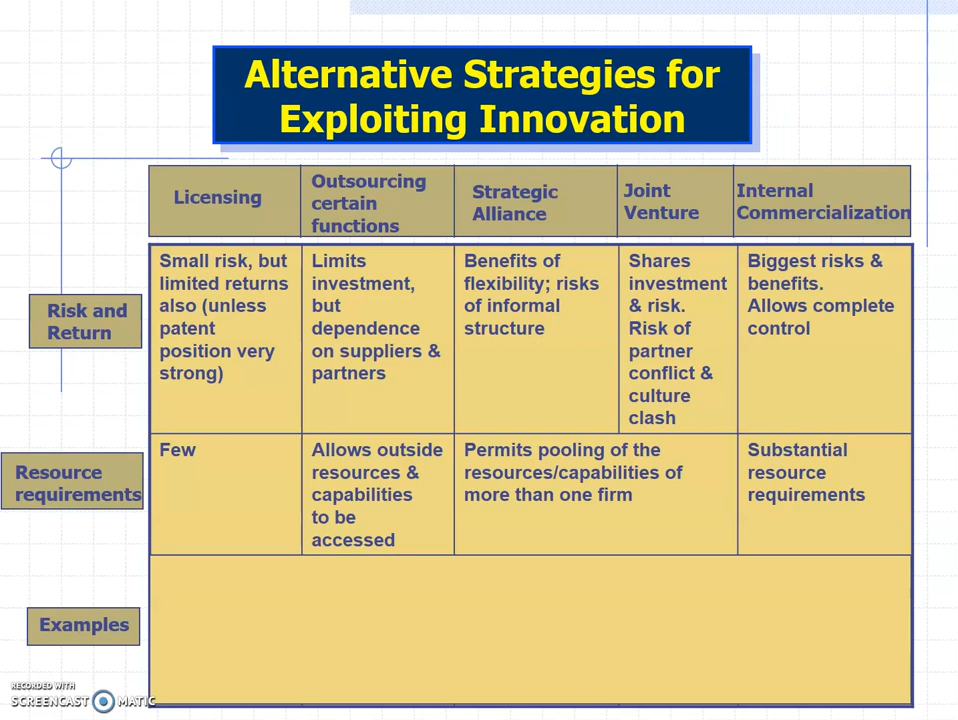 Alternative Strategies for
Exploiting Innovation
Licensing
Outsourcing
certain
functions
Strategic
Alliance
Joint
Venture
Internal
Commercialization
Risk and
Return
Small risk, but
limited returns
also (unless
patent
position very
strong)
Limits
investment,
but
dependence
on suppliers &
partners
Benefits of
flexibility; risks
of informal
structure
Shares
investment
& risk.
Risk of
partner
conflict &
culture
clash
Biggest risks &
benefits.
Allows complete
control
Resource
requirements
Few
Allows outside
resources &
capabilities
to be
accessed
Permits pooling of the
resources/capabilities of
more than one firm
Substantial
resource
requirements
Examples
RECORDED WITH
SCREENCAST MATIC